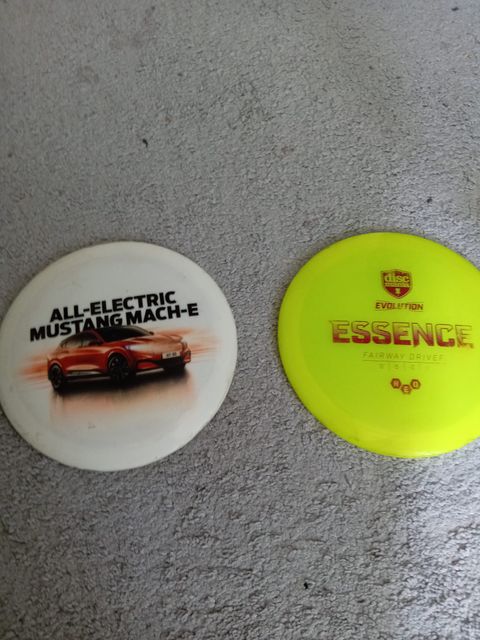 ALL-ELECTRIC
MUSTANG MACH-E
disc
EVOLUTION
ESSENCE
FAIRWAY DRIVER
NEO